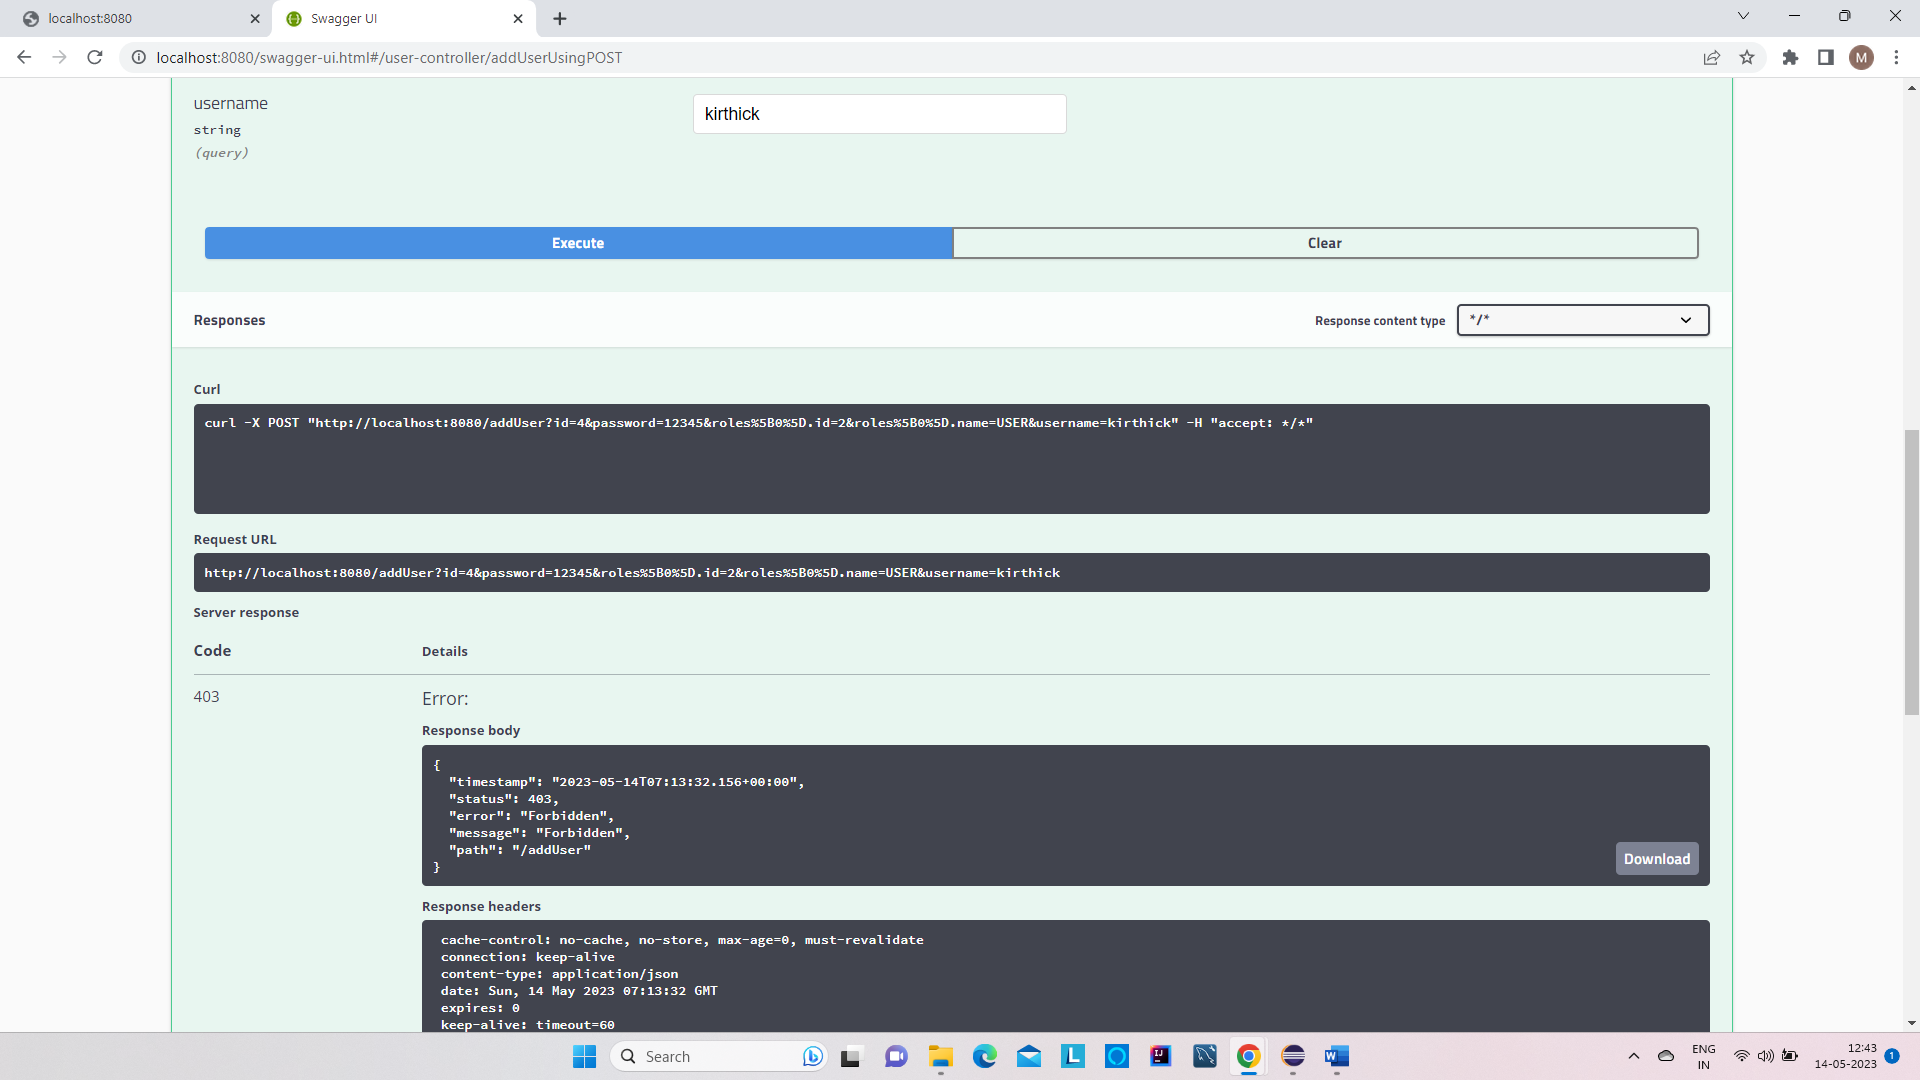 localhost:8080
Swagger UI
localhost:8080/swagger-ui.html#/user-controller/addUserUsingPOST
M
username
string
(query)
kirthick
Execute
Clear
Responses
Response content type
*/*
Curl
curl -X POST "http://localhost:8080/addUser?id=4&password=12345&roles%5B0%5D.id=2&roles%5B0%5D.name=USER&username=kirthick" -H "accept: */*"
Request URL
http://localhost:8080/addUser?id=4&password=12345&roles%5B0%5D.id=2&roles%5B0%5D.name=USER&username=kirthick
Server response
Code
Details
403
Error:
Response body
{
"timestamp": "2023-05-14T07:13:32.156+00:00",
"status": 403,
"error": "Forbidden",
"message": "Forbidden",
"path": "/addUser"
}
Download
Response headers
cache-control: no-cache, no-store, max-age=0, must-revalidate
connection: keep-alive
content-type: application/json
date: Sun, 14 May 2023 07:13:32 GMT
expires: 0
keep-alive: timeout=60
Search
L
IJ
W
ENG
IN
12:43
14-05-2023
1